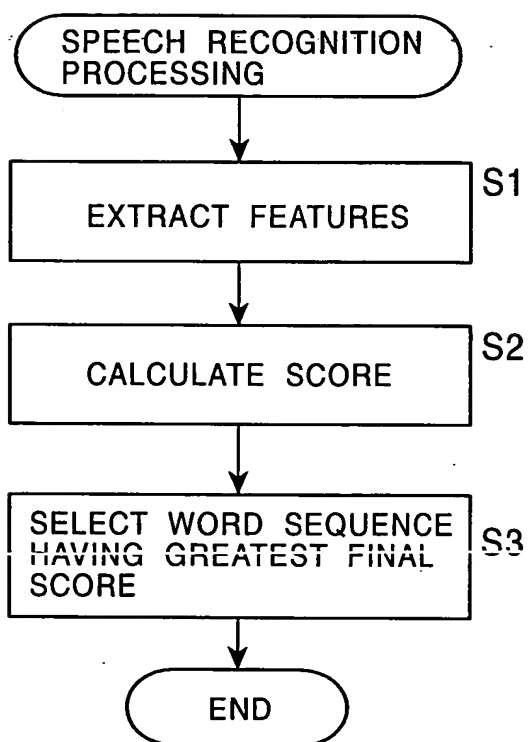 SPEECH RECOGNITION
PROCESSING
S1
EXTRACT FEATURES
S2
CALCULATE SCORE
SELECT WORD SEQUENCE
HAVING GREATEST FINAL
SCORE
S3
END